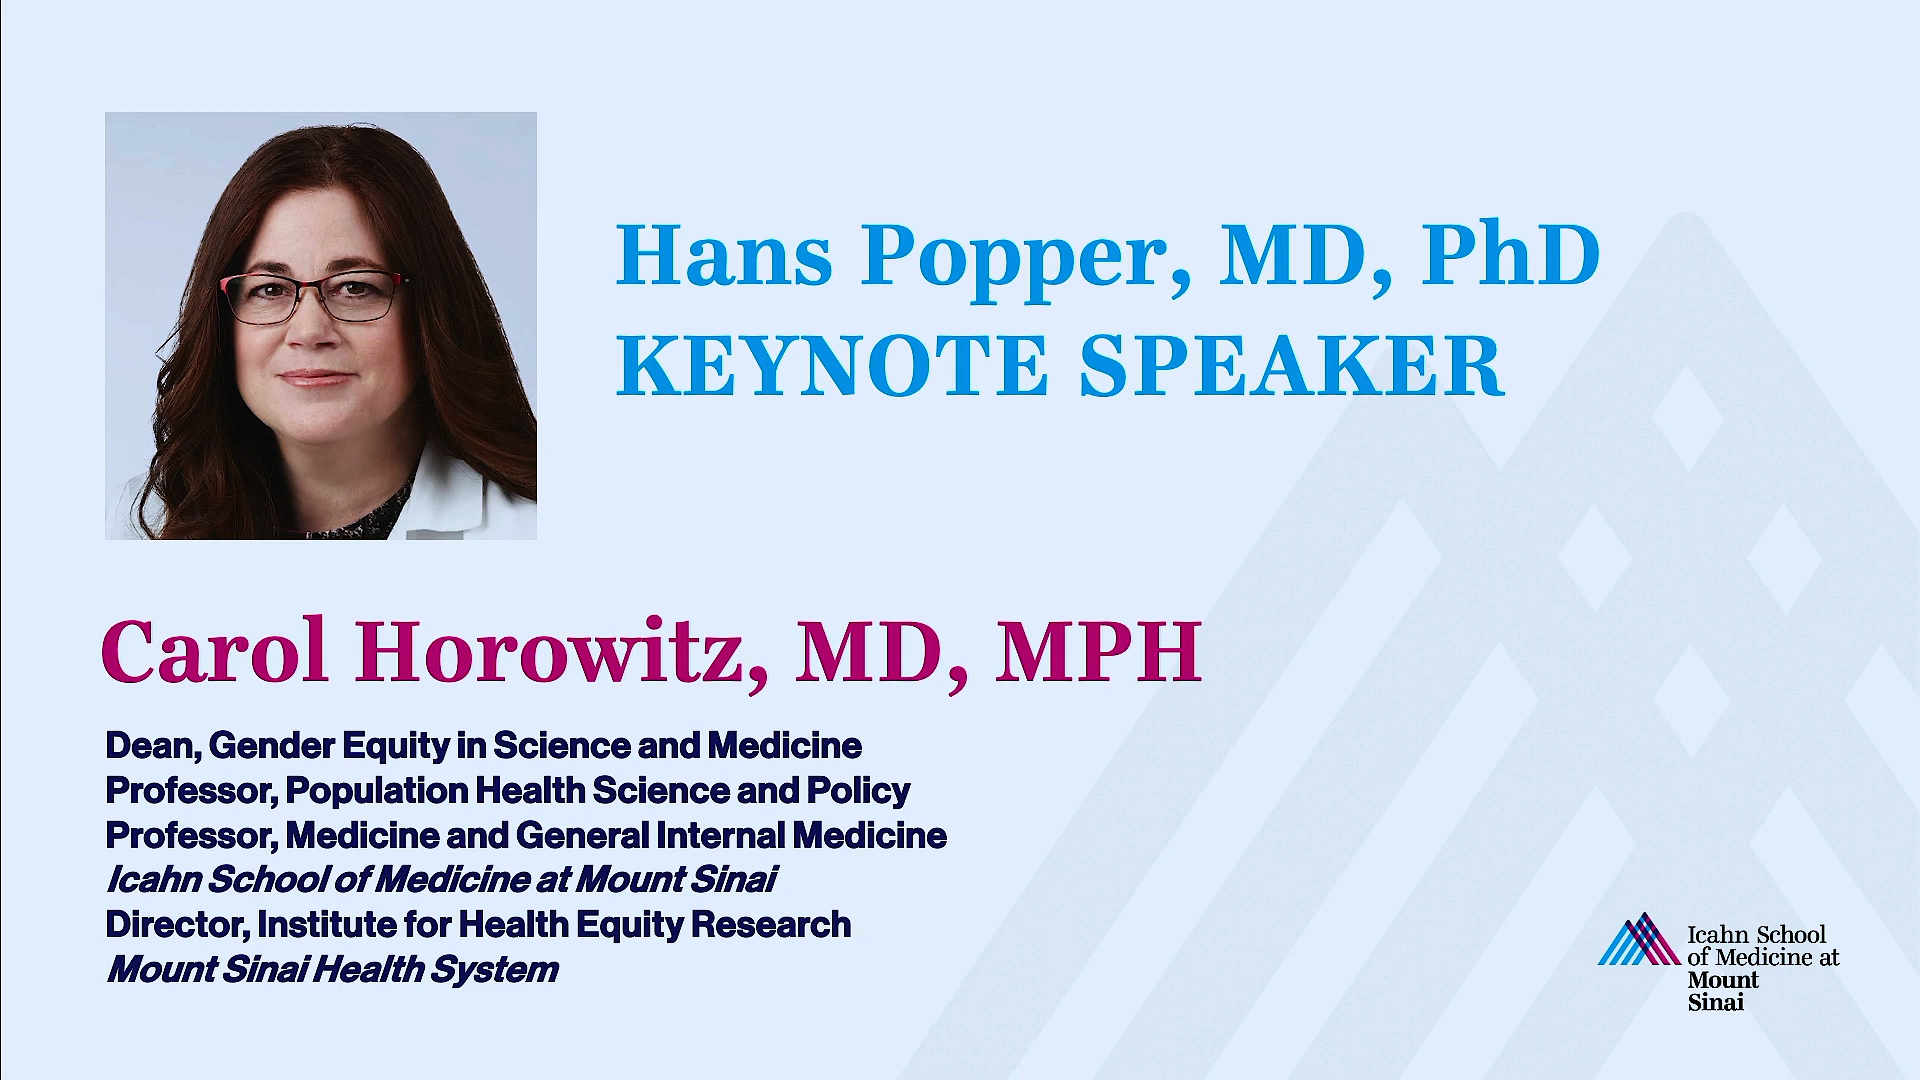 Hans Popper, MD, PhD
KEYNOTE SPEAKER
Carol Horowitz, MD, MPH
Dean, Gender Equity in Science and Medicine
Professor, Population Health Science and Policy
Professor, Medicine and General Internal Medicine
Icahn School of Medicine at Mount Sinai
Director, Institute for Health Equity Research
Mount Sinai Health System
Icahn School
of Medicine at
Mount
Sinai